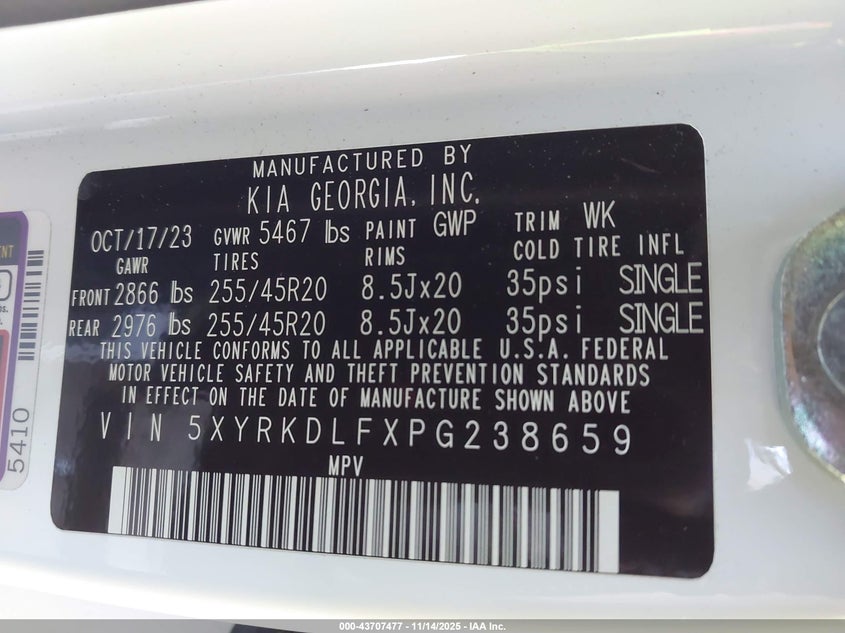 MANUFACTURED BY
KIA GEORGIA, INC.
OCT/17/23 GVWR 5467 lbs PAINT GWP TRIM WK
GAWR TIRES RIMS COLD TIRE INFL
FRONT 2866 lbs 255/45R20 8.5Jx20 35psi SINGLE
REAR 2976 lbs 255/45R20 8.5Jx20 35psi SINGLE
THIS VEHICLE CONFORMS TO ALL APPLICABLE U.S.A. FEDERAL
MOTOR VEHICLE SAFETY AND THEFT PREVENTION STANDARDS
IN EFFECT ON THE DATE OF MANUFACTURE SHOWN ABOVE
VIN 5XYRKDLFXPG238659
MPV
5410
000-43707477 - 11/14/2025 - IAA Inc.